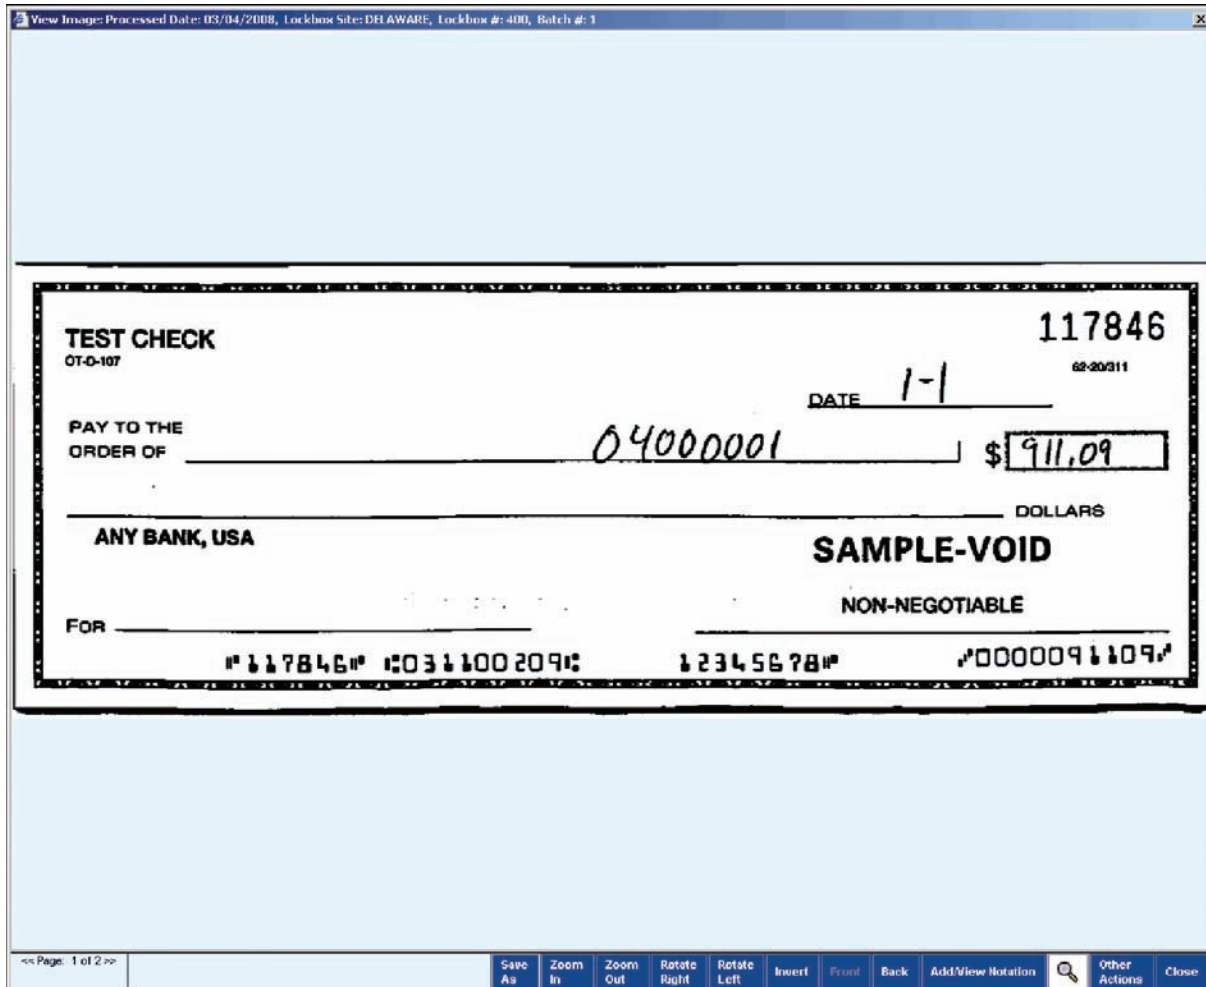 View Image: Processed Date: 03/04/2008, Lockbox Site: DELAWARE, Lockbox #: 400, Batch #: 1
TEST CHECK
OT-D-107
117846
62-20/311
DATE 1-1
PAY TO THE
ORDER OF 04000001 $ 911.09
DOLLARS
ANY BANK, USA
SAMPLE-VOID
NON-NEGOTIABLE
FOR
⑈117846⑈ ⑆031100209⑆ 12345678⑈ ⑇0000091109⑇
<< Page: 1 of 2 >>
Save As Zoom In Zoom Out Rotate Right Rotate Left Invert Front Back Add/View Notation Other Actions Close